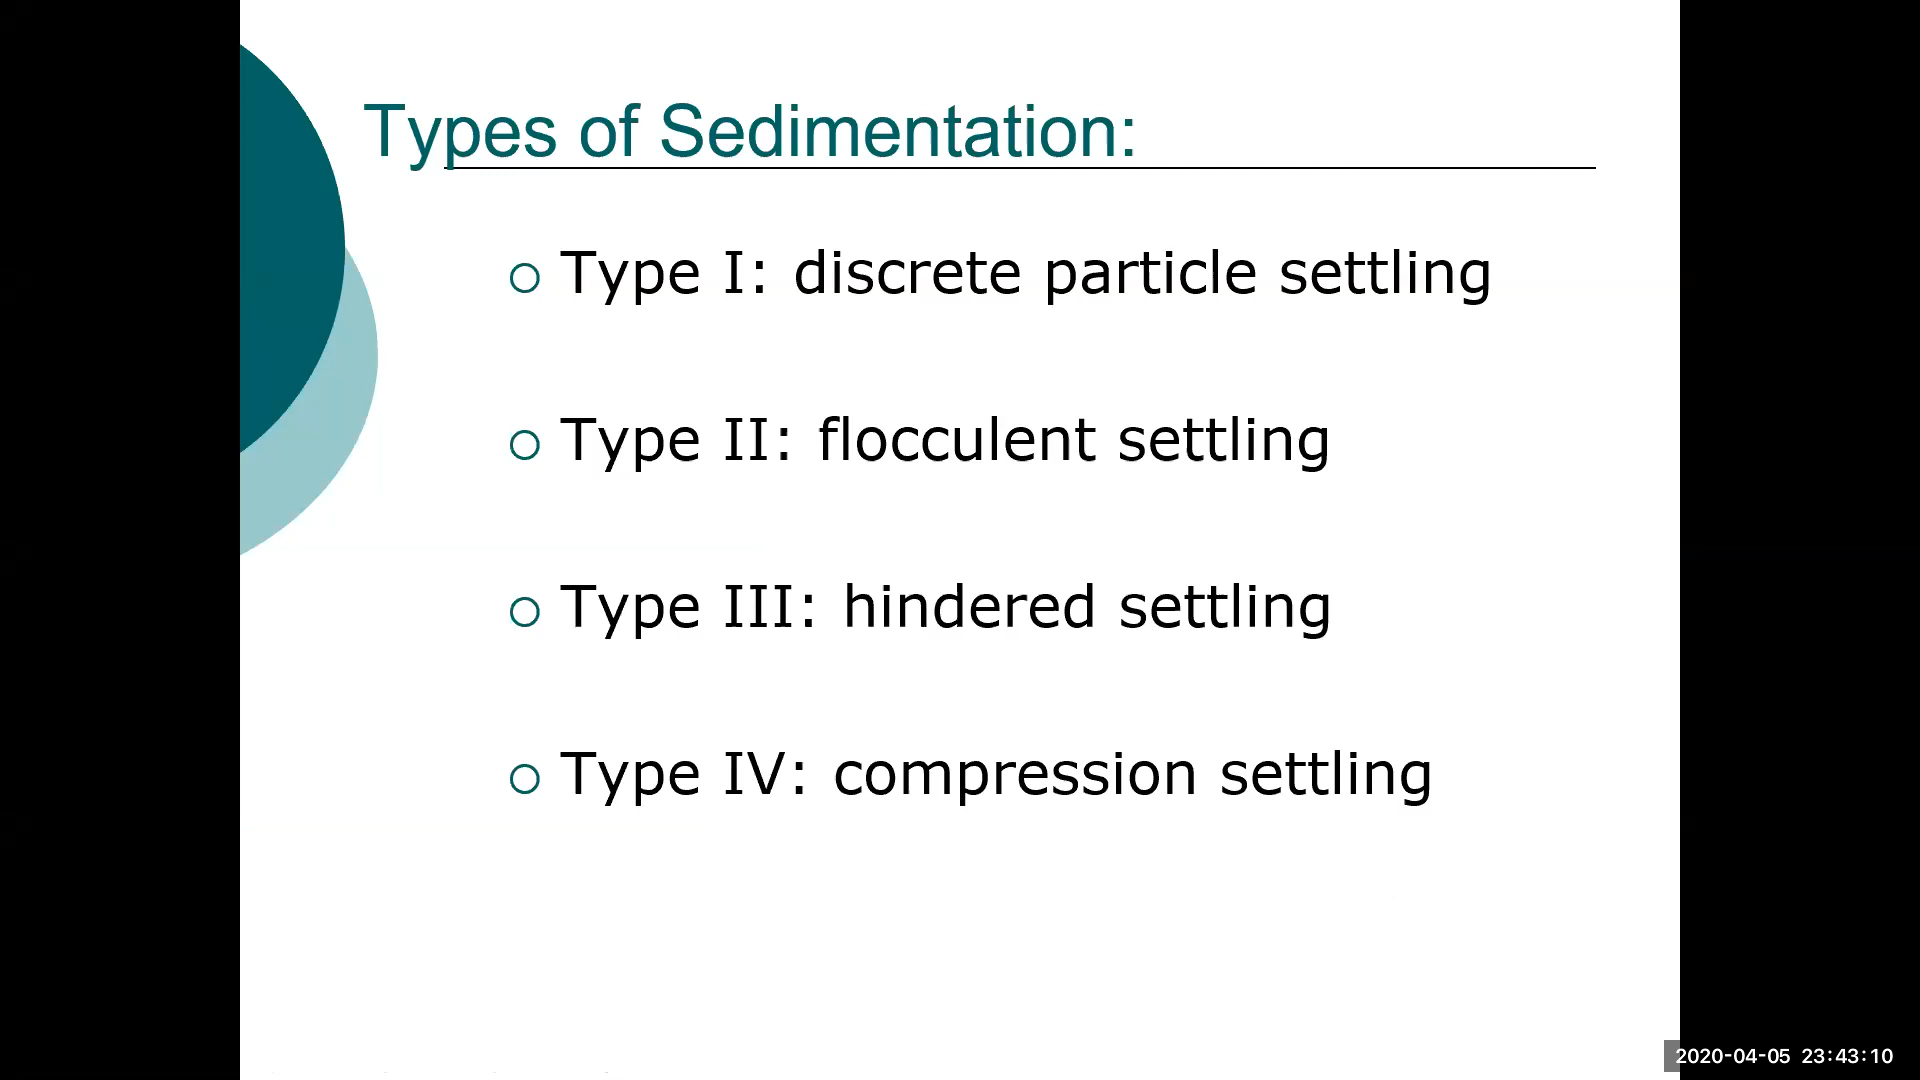 Types of Sedimentation:
Type I: discrete particle settling
Type II: flocculent settling
Type III: hindered settling
Type IV: compression settling
2020-04-05 23:43:10